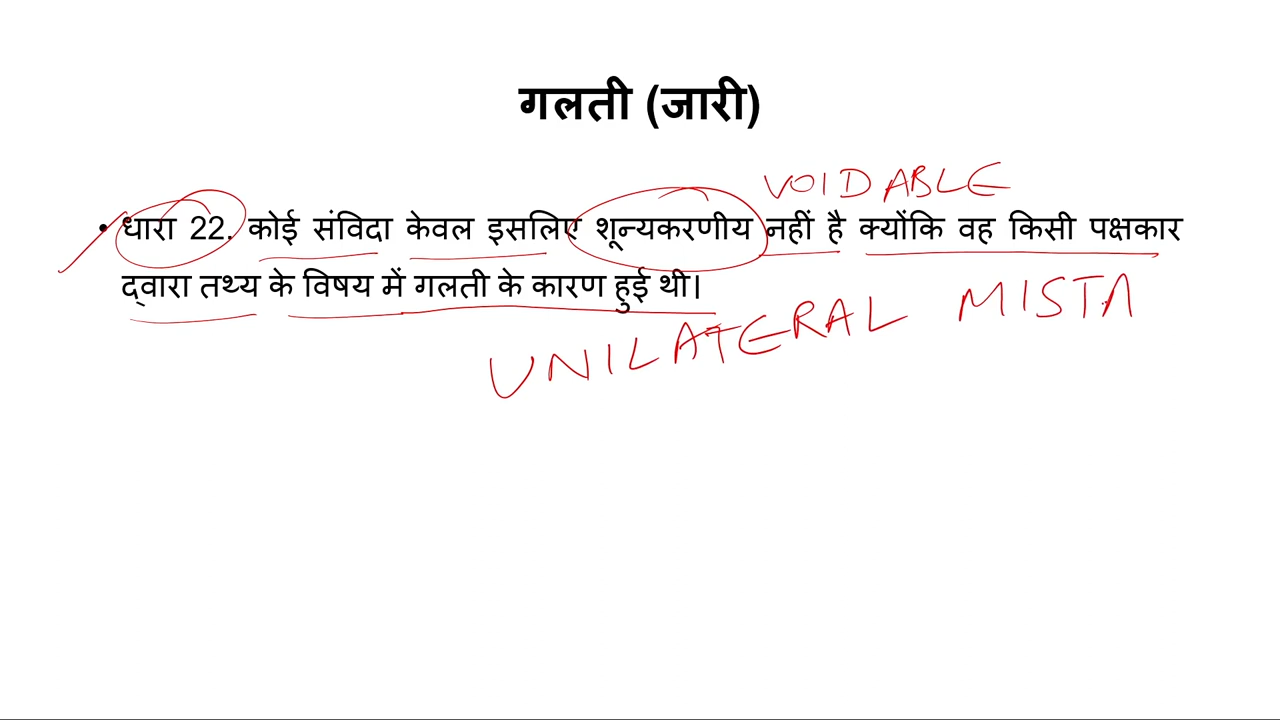 गलती (जारी)
VOIDABLE
• धारा 22. कोई संविदा केवल इसलिए शून्यकरणीय नहीं है क्योंकि वह किसी पक्षकार
द्वारा तथ्य के विषय में गलती के कारण हुई थी।
UNILATERAL MISTA